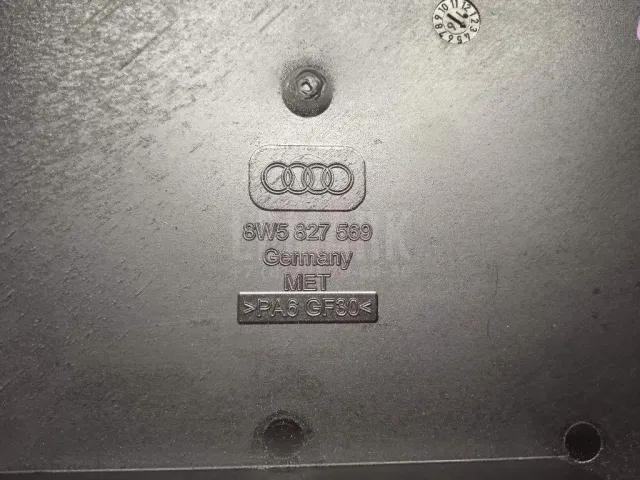 8W5 827 569
Germany
MET
>PA6 GF30<